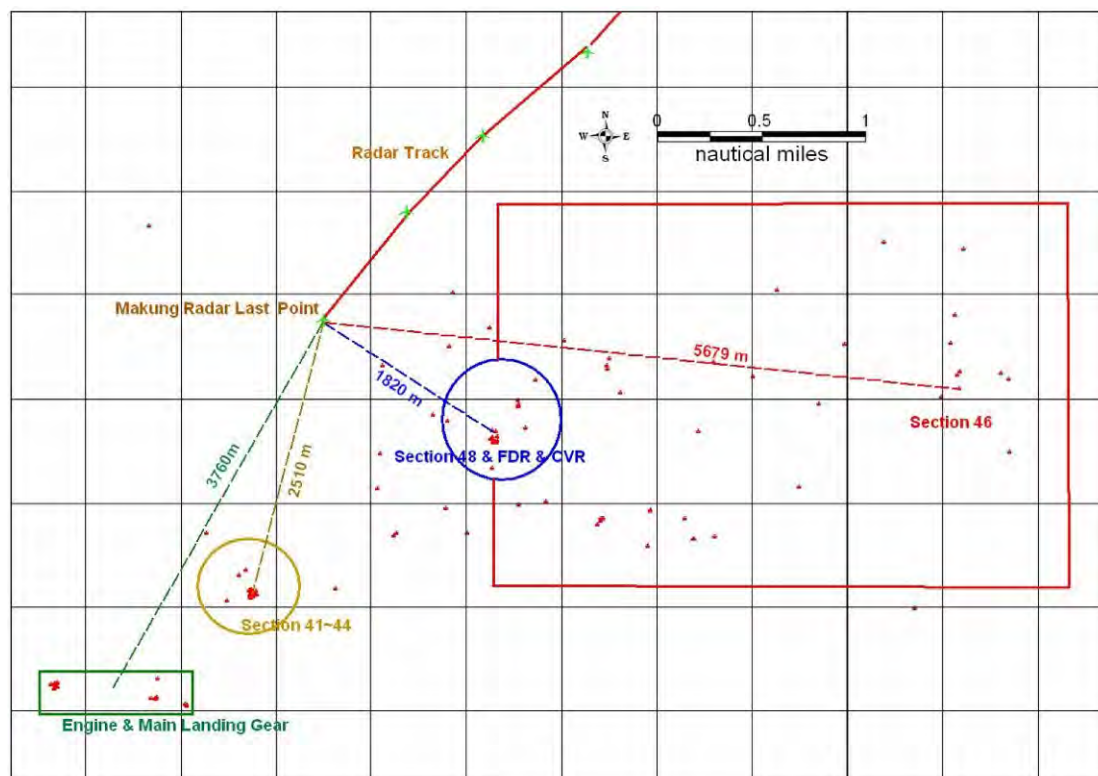 N
W E
S
0 0.5 1
nautical miles
Radar Track
Makung Radar Last Point
5679 m
1820 m
Section 46
Section 48 & FDR & CVR
3760m
2510 m
Section 41~44
Engine & Main Landing Gear